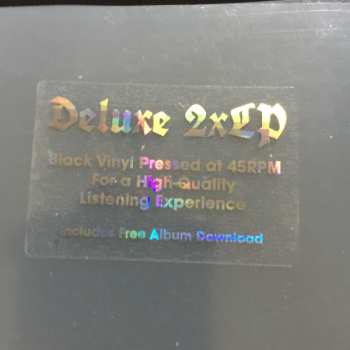 Deluxe 2xLP
Black Vinyl Pressed at 45RPM
For a High-Quality
Listening Experience
Includes Free Album Download